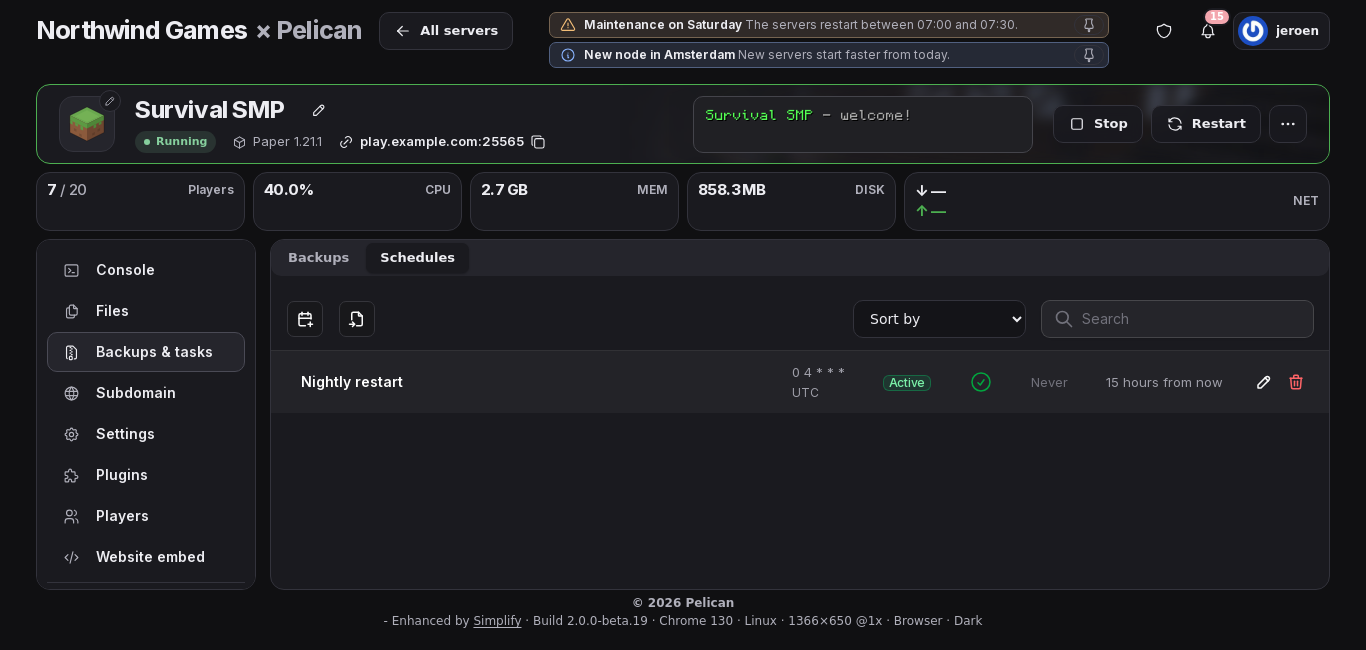 Northwind Games × Pelican
All servers
Maintenance on Saturday The servers restart between 07:00 and 07:30.
New node in Amsterdam New servers start faster from today.
15
jeroen
Survival SMP
Running
Paper 1.21.1
play.example.com:25565
Survival SMP - welcome!
Stop
Restart
7 / 20 Players
40.0% CPU
2.7 GB MEM
858.3 MB DISK
NET
Console
Files
Backups & tasks
Subdomain
Settings
Plugins
Players
Website embed
Backups Schedules
Sort by
Search
Nightly restart
0 4 * * *
UTC
Active
Never
15 hours from now
© 2026 Pelican
- Enhanced by Simplify · Build 2.0.0-beta.19 · Chrome 130 · Linux · 1366×650 @1x · Browser · Dark